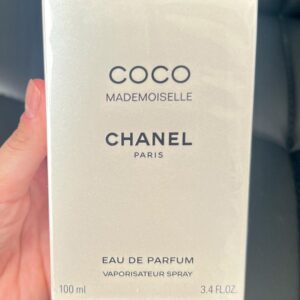 COCO
MADEMOISELLE
CHANEL
PARIS
EAU DE PARFUM
VAPORISATEUR SPRAY
100 ml 3.4 FL.OZ.